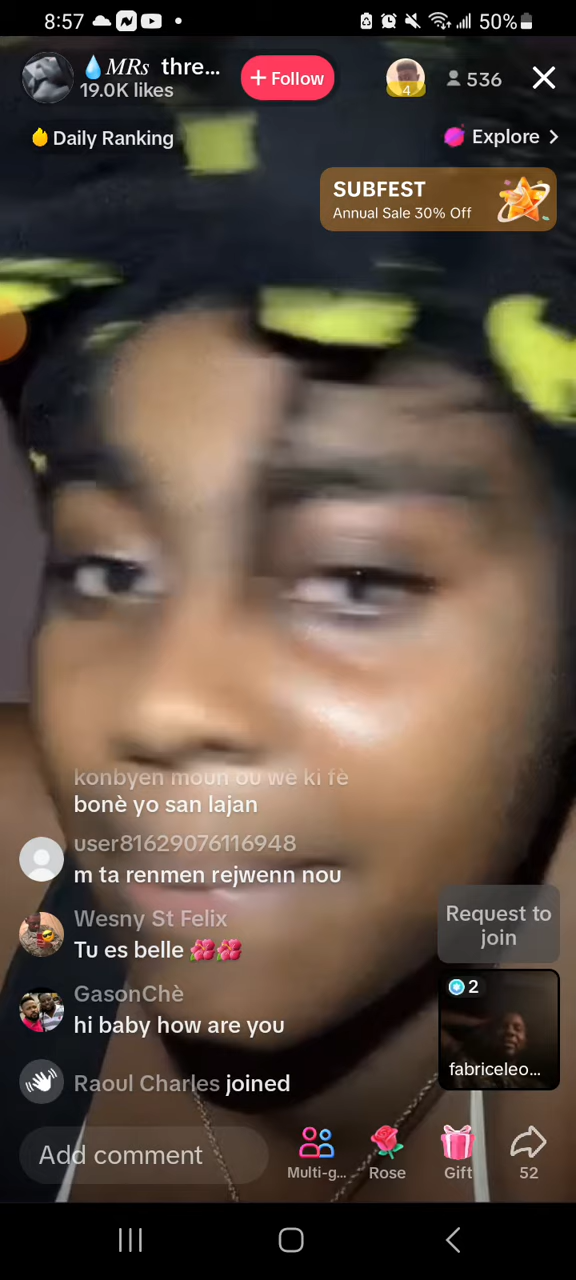 8:57
50%
💧MRs thre...
19.0K likes
+ Follow
4
536
Daily Ranking
Explore >
SUBFEST
Annual Sale 30% Off
konbyen moun ou wè ki fè
bonè yo san lajan
user81629076116948
m ta renmen rejwenn nou
Wesny St Felix
Tu es belle 🌺🌺
GasonChè
hi baby how are you
Raoul Charles joined
Request to
join
2
fabriceleo...
Add comment
Multi-g...
Rose
Gift
52